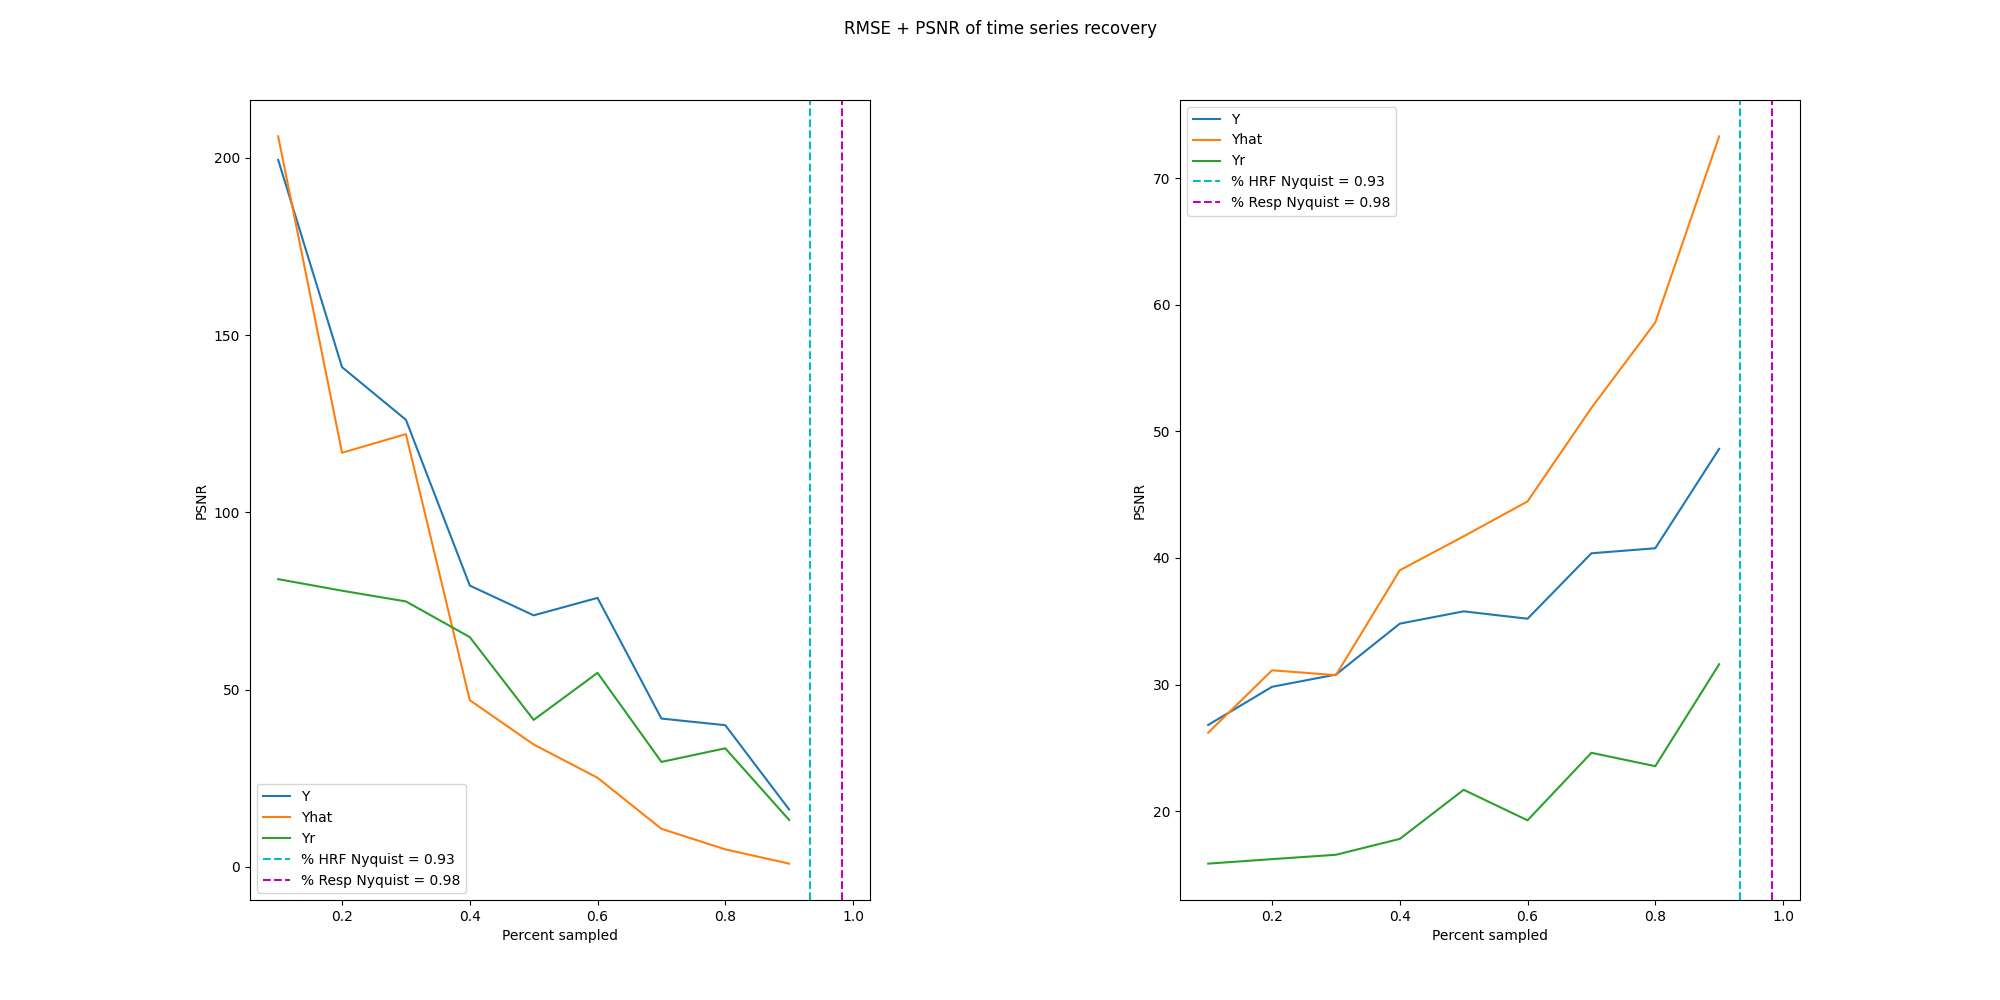 RMSE + PSNR of time series recovery
PSNR
200
150
100
50
0
0.2 0.4 0.6 0.8 1.0
Percent sampled
Y
Yhat
Yr
% HRF Nyquist = 0.93
% Resp Nyquist = 0.98
PSNR
70
60
50
40
30
20
0.2 0.4 0.6 0.8 1.0
Percent sampled
Y
Yhat
Yr
% HRF Nyquist = 0.93
% Resp Nyquist = 0.98